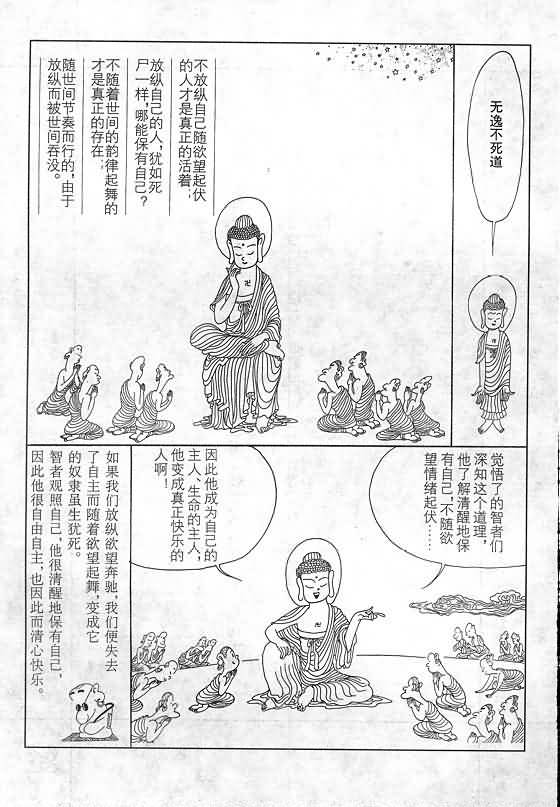 无逸不死道
不放纵自己随欲望起伏
的人才是真正的活着；
放纵自己的人，犹如死
尸一样，哪能保有自己？
不随着世间的韵律起舞的
才是真正的存在；
随世间节奏而行的，由于
放纵而被世间吞没。
觉悟了的智者们
深知这个道理，
他了解清醒地保
有自己，不随欲
望情绪起伏……
因此他成为自己的
主人、生命的主人，
他变成真正快乐的
人啊！
如果我们放纵欲望奔驰，我们便失去
了自主而随着欲望起舞，变成它
的奴隶虽生犹死。
智者观照自己，他很清醒地保有自己，
因此他很自由自主，也因此而清心快乐。